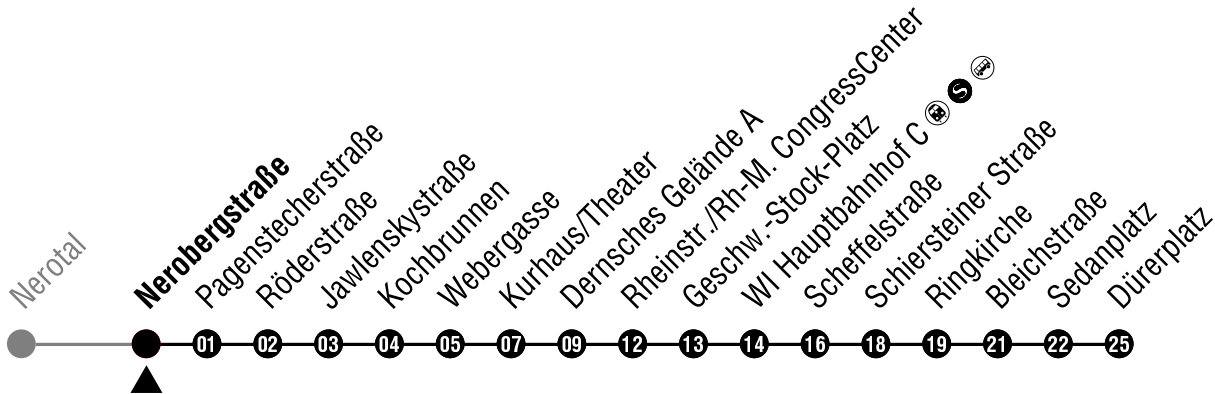 Nerotal
Nerobergstraße
Pagenstecherstraße
Röderstraße
Jawlenskystraße
Kochbrunnen
Webergasse
Kurhaus/Theater
Dernsches Gelände A
Rheinstr./Rh-M. CongressCenter
Geschw.-Stock-Platz
WI Hauptbahnhof C S
Scheffelstraße
Schiersteiner Straße
Ringkirche
Bleichstraße
Sedanplatz
Dürerplatz
01 02 03 04 05 07 09 12 13 14 16 18 19 21 22 25